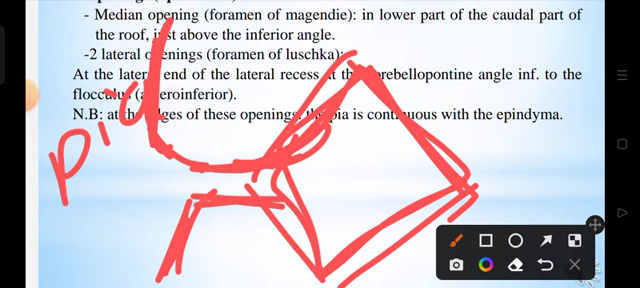 - Median opening (foramen of magendie): in lower part of the caudal part of
the roof, just above the inferior angle.
-2 lateral openings (foramen of luschka):
At the lateral end of the lateral recess at the cerebellopontine angle inf. to the
flocculus (anteroinferior).
N.B: at the edges of these openings, the pia is continuous with the epindyma.
pia